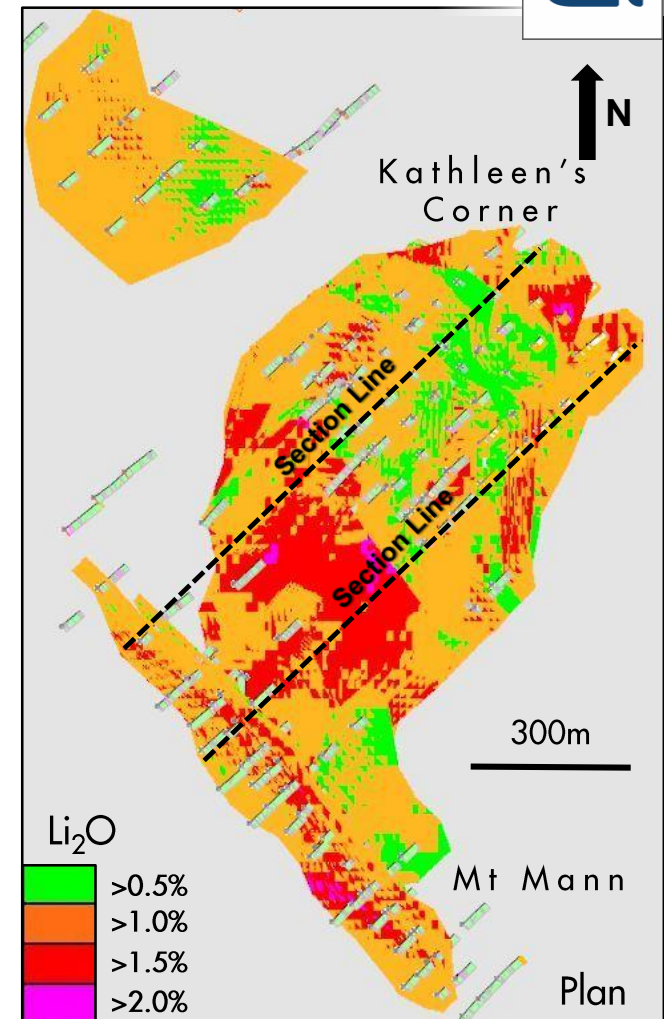 N
Kathleen's
Corner
Section Line
Section Line
300m
Li₂O
>0.5%
>1.0%
>1.5%
>2.0%
Mt Mann
Plan